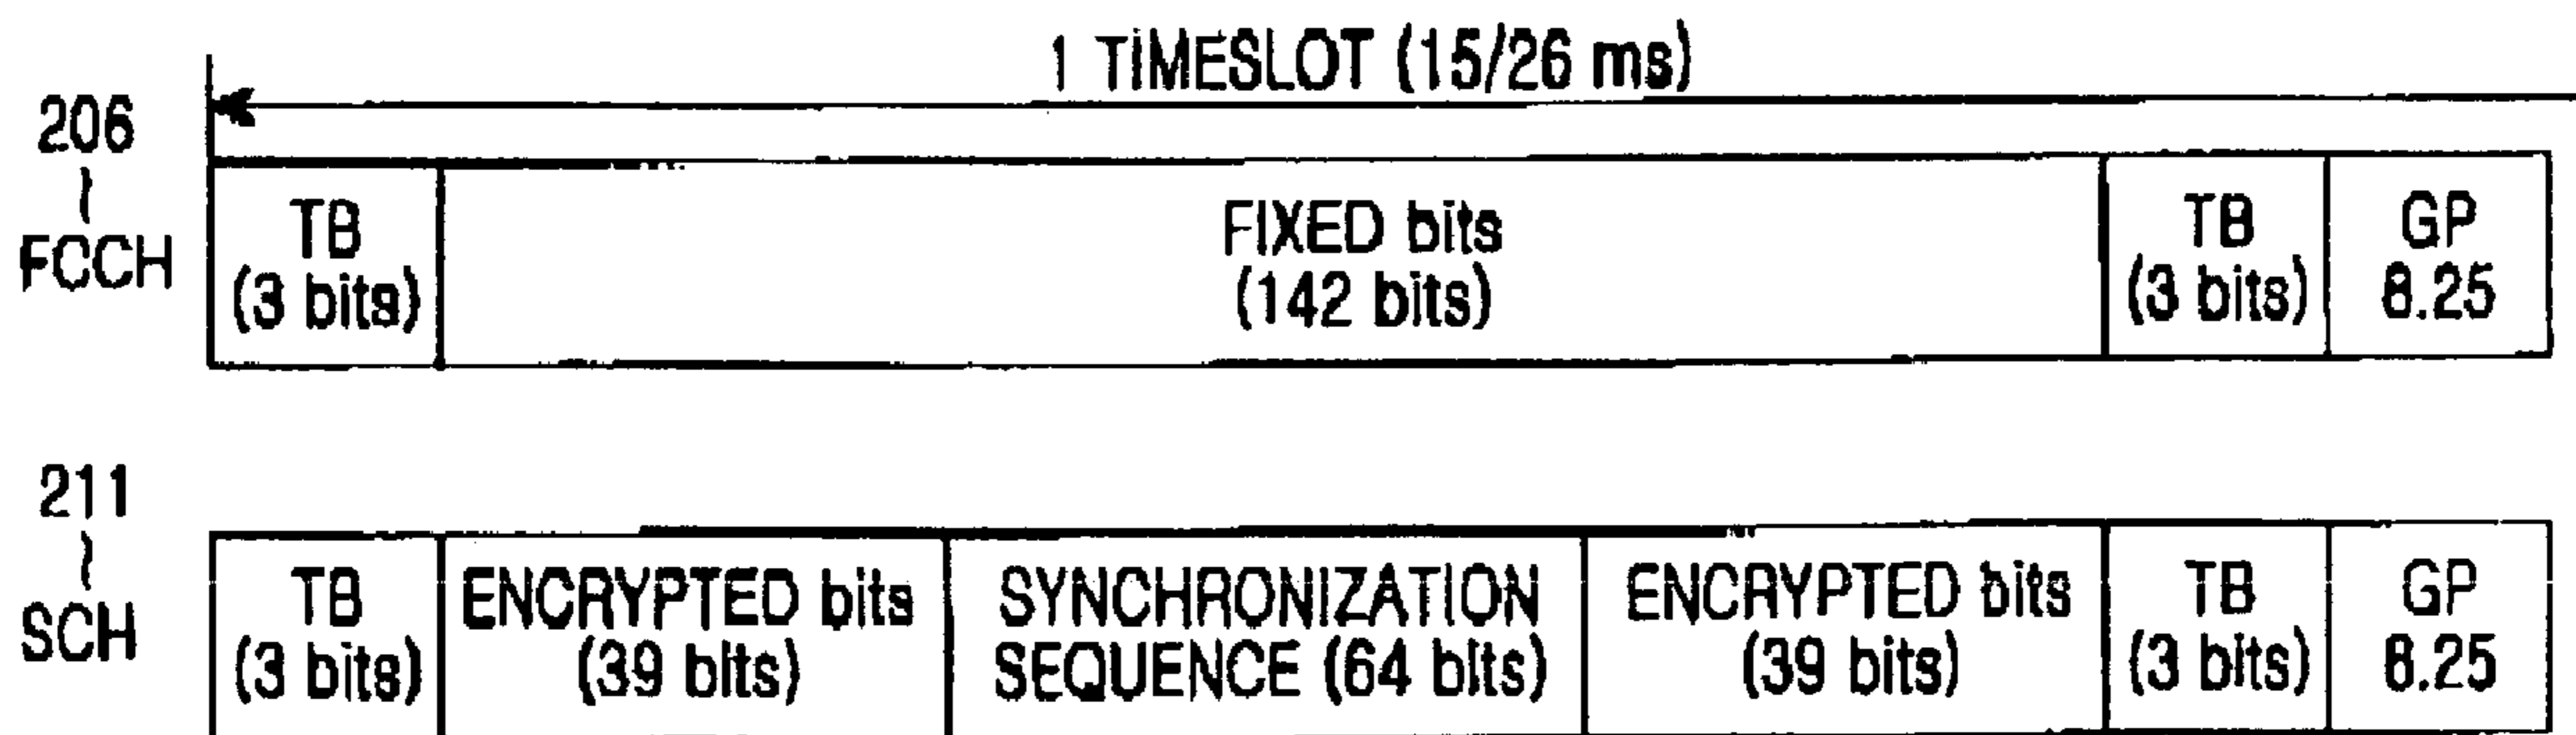 1 TIMESLOT (15/26 ms)
206
FCCH
TB
(3 bits)
FIXED bits
(142 bits)
TB
(3 bits)
GP
8.25
211
SCH
TB
(3 bits)
ENCRYPTED bits
(39 bits)
SYNCHRONIZATION
SEQUENCE (64 bits)
ENCRYPTED bits
(39 bits)
TB
(3 bits)
GP
8.25